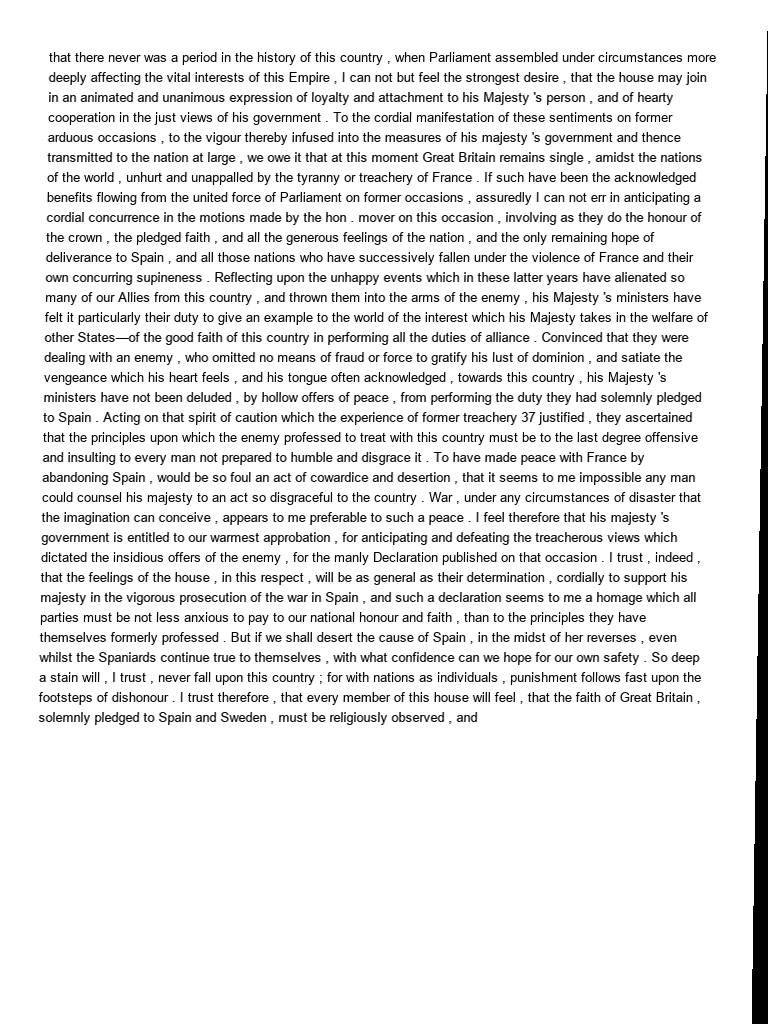 that there never was a period in the history of this country , when Parliament assembled under circumstances more
deeply affecting the vital interests of this Empire , I can not but feel the strongest desire , that the house may join
in an animated and unanimous expression of loyalty and attachment to his Majesty 's person , and of hearty
cooperation in the just views of his government . To the cordial manifestation of these sentiments on former
arduous occasions , to the vigour thereby infused into the measures of his majesty 's government and thence
transmitted to the nation at large , we owe it that at this moment Great Britain remains single , amidst the nations
of the world , unhurt and unappalled by the tyranny or treachery of France . If such have been the acknowledged
benefits flowing from the united force of Parliament on former occasions , assuredly I can not err in anticipating a
cordial concurrence in the motions made by the hon . mover on this occasion , involving as they do the honour of
the crown , the pledged faith , and all the generous feelings of the nation , and the only remaining hope of
deliverance to Spain , and all those nations who have successively fallen under the violence of France and their
own concurring supineness . Reflecting upon the unhappy events which in these latter years have alienated so
many of our Allies from this country , and thrown them into the arms of the enemy , his Majesty 's ministers have
felt it particularly their duty to give an example to the world of the interest which his Majesty takes in the welfare of
other States—of the good faith of this country in performing all the duties of alliance . Convinced that they were
dealing with an enemy , who omitted no means of fraud or force to gratify his lust of dominion , and satiate the
vengeance which his heart feels , and his tongue often acknowledged , towards this country , his Majesty 's
ministers have not been deluded , by hollow offers of peace , from performing the duty they had solemnly pledged
to Spain . Acting on that spirit of caution which the experience of former treachery 37 justified , they ascertained
that the principles upon which the enemy professed to treat with this country must be to the last degree offensive
and insulting to every man not prepared to humble and disgrace it . To have made peace with France by
abandoning Spain , would be so foul an act of cowardice and desertion , that it seems to me impossible any man
could counsel his majesty to an act so disgraceful to the country . War , under any circumstances of disaster that
the imagination can conceive , appears to me preferable to such a peace . I feel therefore that his majesty 's
government is entitled to our warmest approbation , for anticipating and defeating the treacherous views which
dictated the insidious offers of the enemy , for the manly Declaration published on that occasion . I trust , indeed ,
that the feelings of the house , in this respect , will be as general as their determination , cordially to support his
majesty in the vigorous prosecution of the war in Spain , and such a declaration seems to me a homage which all
parties must be not less anxious to pay to our national honour and faith , than to the principles they have
themselves formerly professed . But if we shall desert the cause of Spain , in the midst of her reverses , even
whilst the Spaniards continue true to themselves , with what confidence can we hope for our own safety . So deep
a stain will , I trust , never fall upon this country ; for with nations as individuals , punishment follows fast upon the
footsteps of dishonour . I trust therefore , that every member of this house will feel , that the faith of Great Britain ,
solemnly pledged to Spain and Sweden , must be religiously observed , and